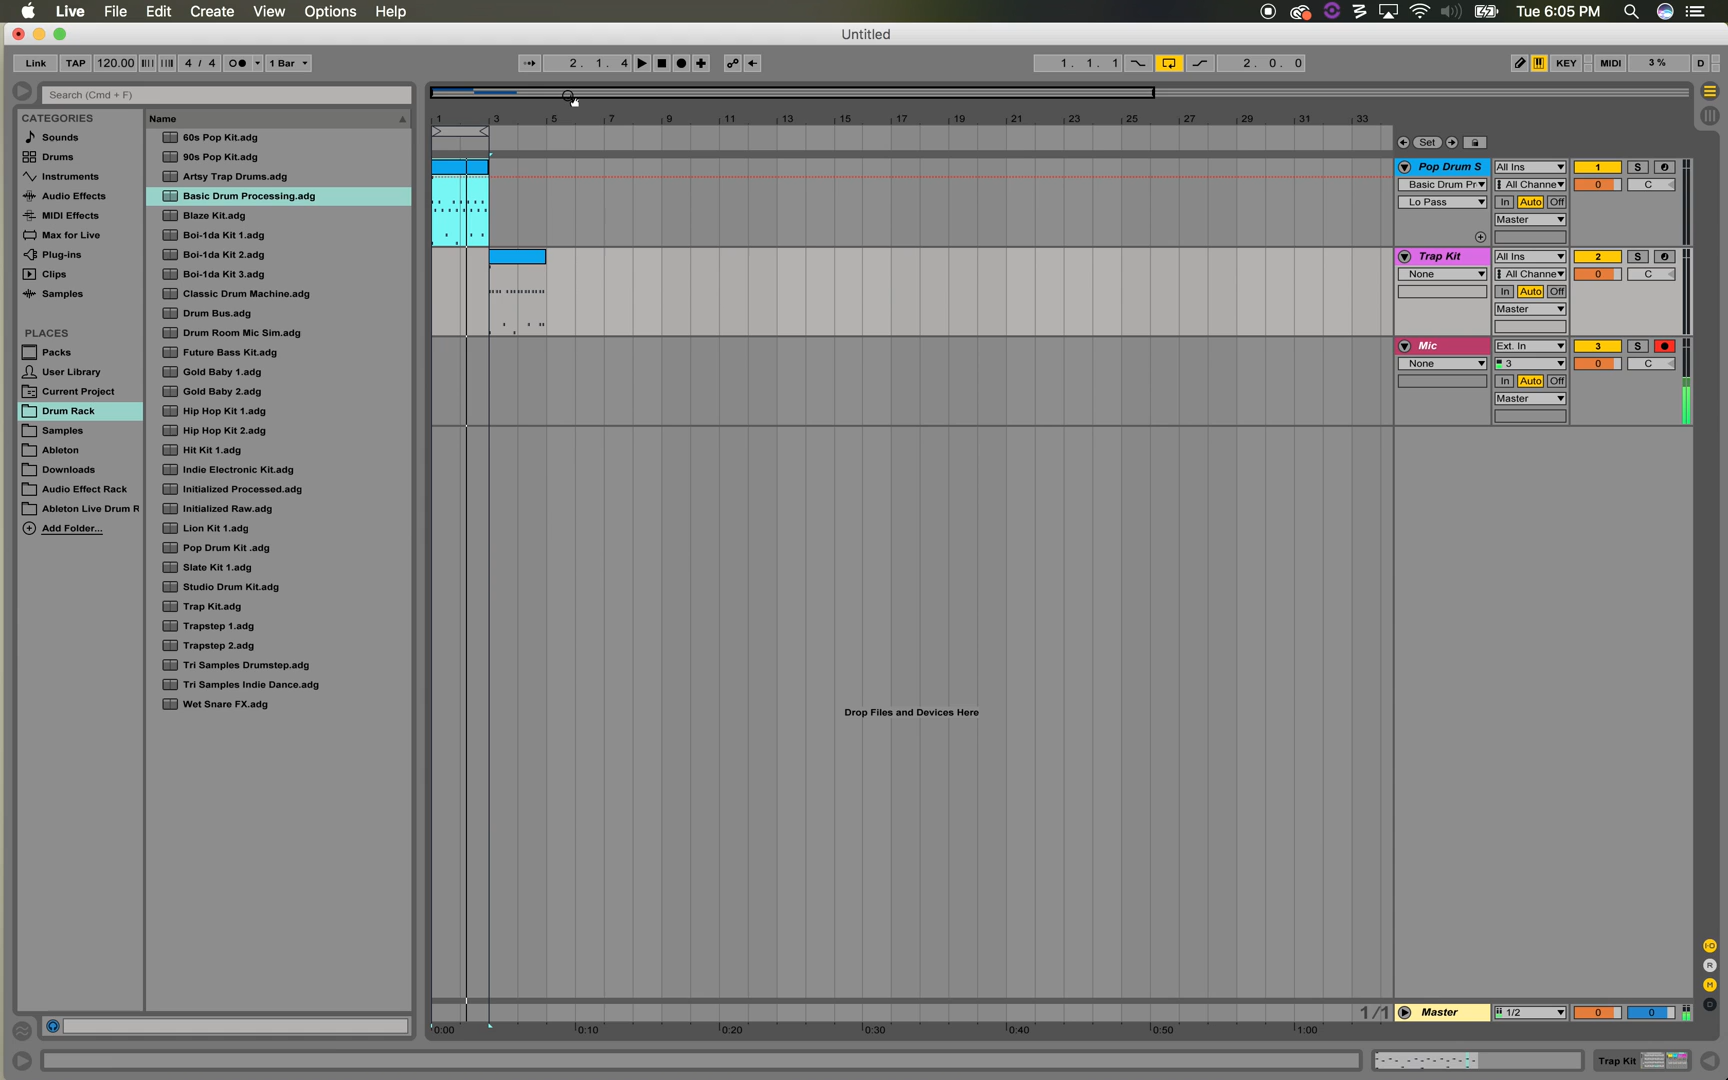 Live File Edit Create View Options Help Tue 6:05 PM
Untitled
Link TAP 120.00 4 / 4 1 Bar 2. 1. 4 1. 1. 1 2. 0. 0 KEY MIDI 3 % D
Search (Cmd + F)
CATEGORIES
Sounds
Drums
Instruments
Audio Effects
MIDI Effects
Max for Live
Plug-ins
Clips
Samples
PLACES
Packs
User Library
Current Project
Drum Rack
Samples
Ableton
Downloads
Audio Effect Rack
Ableton Live Drum R
Add Folder...
Name
60s Pop Kit.adg
90s Pop Kit.adg
Artsy Trap Drums.adg
Basic Drum Processing.adg
Blaze Kit.adg
Boi-1da Kit 1.adg
Boi-1da Kit 2.adg
Boi-1da Kit 3.adg
Classic Drum Machine.adg
Drum Bus.adg
Drum Room Mic Sim.adg
Future Bass Kit.adg
Gold Baby 1.adg
Gold Baby 2.adg
Hip Hop Kit 1.adg
Hip Hop Kit 2.adg
Hit Kit 1.adg
Indie Electronic Kit.adg
Initialized Processed.adg
Initialized Raw.adg
Lion Kit 1.adg
Pop Drum Kit .adg
Slate Kit 1.adg
Studio Drum Kit.adg
Trap Kit.adg
Trapstep 1.adg
Trapstep 2.adg
Tri Samples Drumstep.adg
Tri Samples Indie Dance.adg
Wet Snare FX.adg
1 3 5 7 9 11 13 15 17 19 21 23 25 27 29 31 33
Set
Pop Drum S All Ins 1 S
Basic Drum Pr All Channe 0 C
Lo Pass In Auto Off
Master
Trap Kit All Ins 2 S
None All Channe 0 C
In Auto Off
Master
Mic Ext. In 3 S
None 3 0 C
In Auto Off
Master
Drop Files and Devices Here
1/1 Master 1/2 0 0
0:00 0:10 0:20 0:30 0:40 0:50 1:00
I·O
R
M
D
Trap Kit